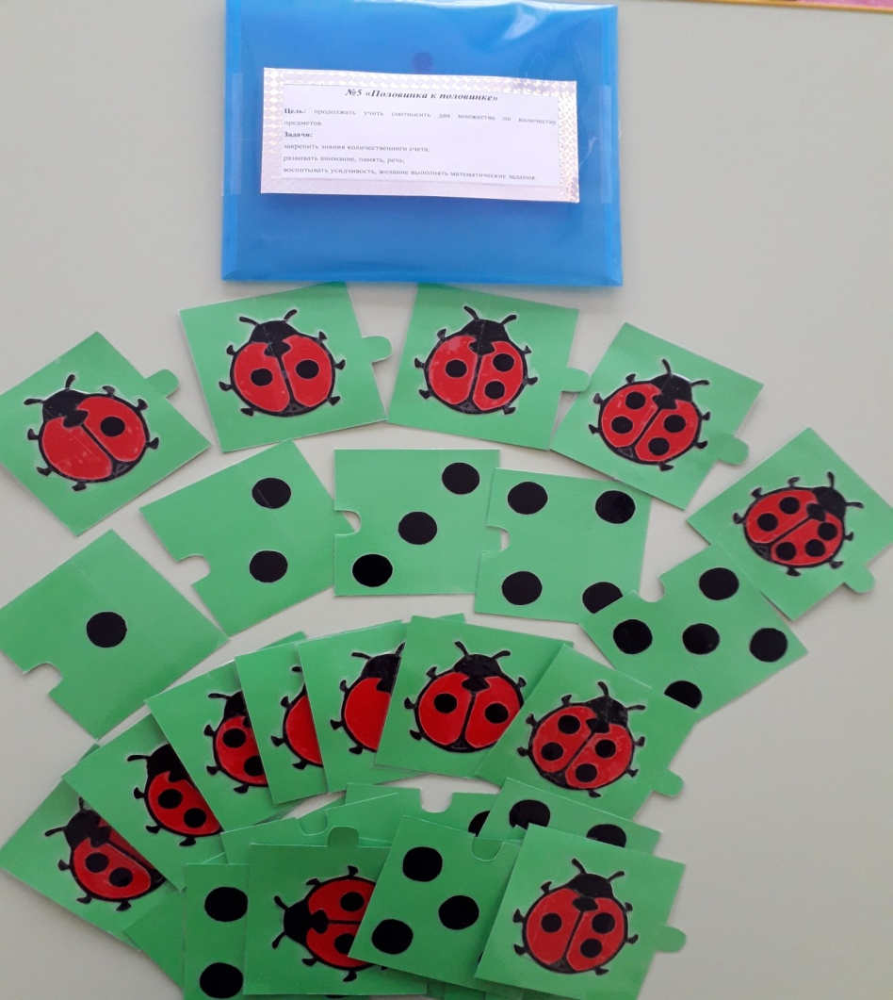 №5 «Половинка к половинке»
Цель: продолжать учить соотносить два множества по количеству
предметов.
Задачи:
закрепить знания количественного счета;
развивать внимание, память, речь;
воспитывать усидчивость, желание выполнять математические задания.